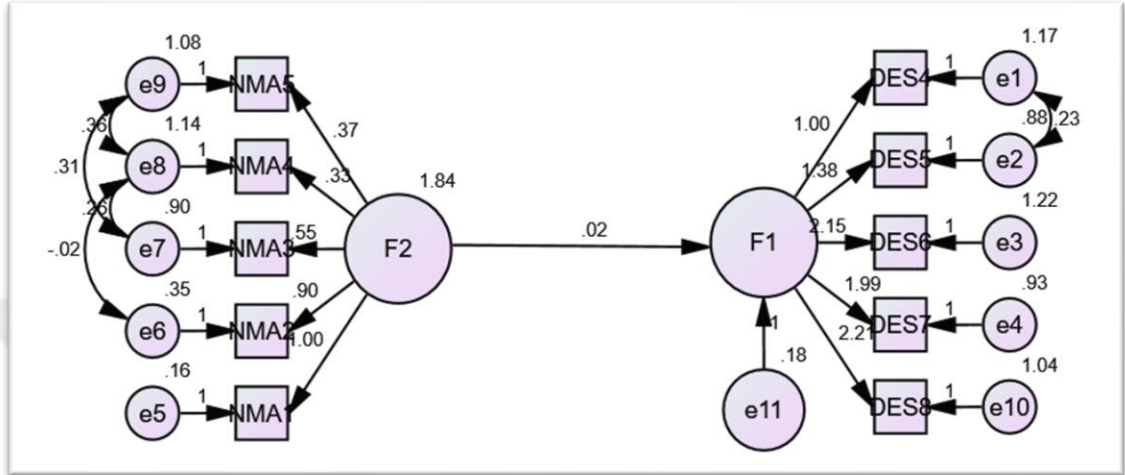 1.08
e9 1 NMA5
.36
1.14
e8 1 NMA4
.31
.26
.90
e7 1 NMA3
-.02
.35
e6 1 NMA2
.16
e5 1 NMA1
.37
.33
.55
.90
1.00
1.84
F2
.02
F1
1
.18
e11
1.00
1.38
2.15
1.99
2.21
1.17
DES4 1 e1
.88 .23
DES5 1 e2
1.22
DES6 1 e3
.93
DES7 1 e4
1.04
DES8 1 e10